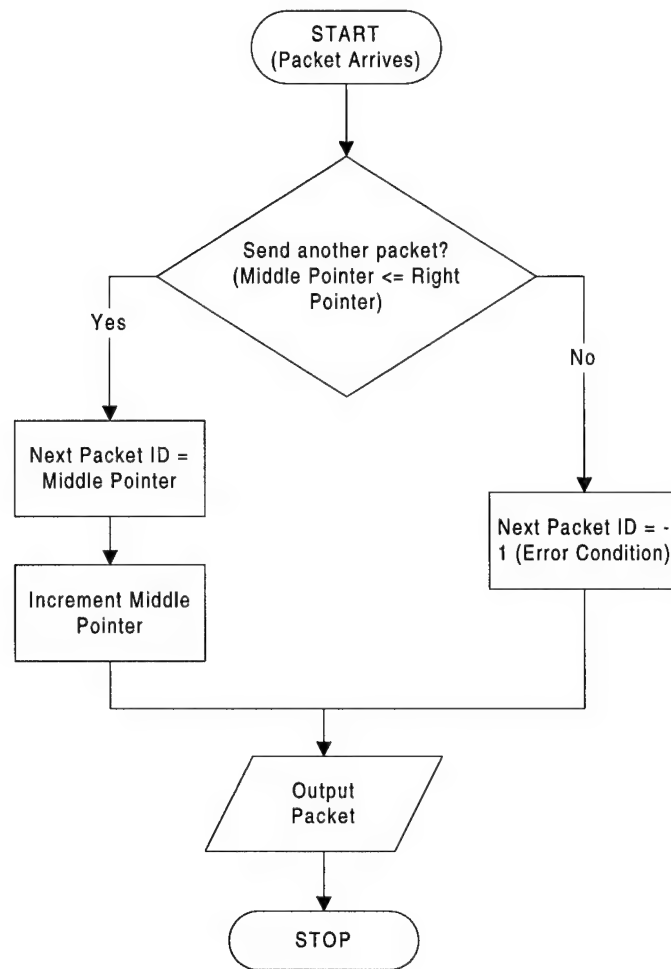 START
(Packet Arrives)
Send another packet?
(Middle Pointer <= Right
Pointer)
Yes
No
Next Packet ID =
Middle Pointer
Next Packet ID = -
1 (Error Condition)
Increment Middle
Pointer
Output
Packet
STOP